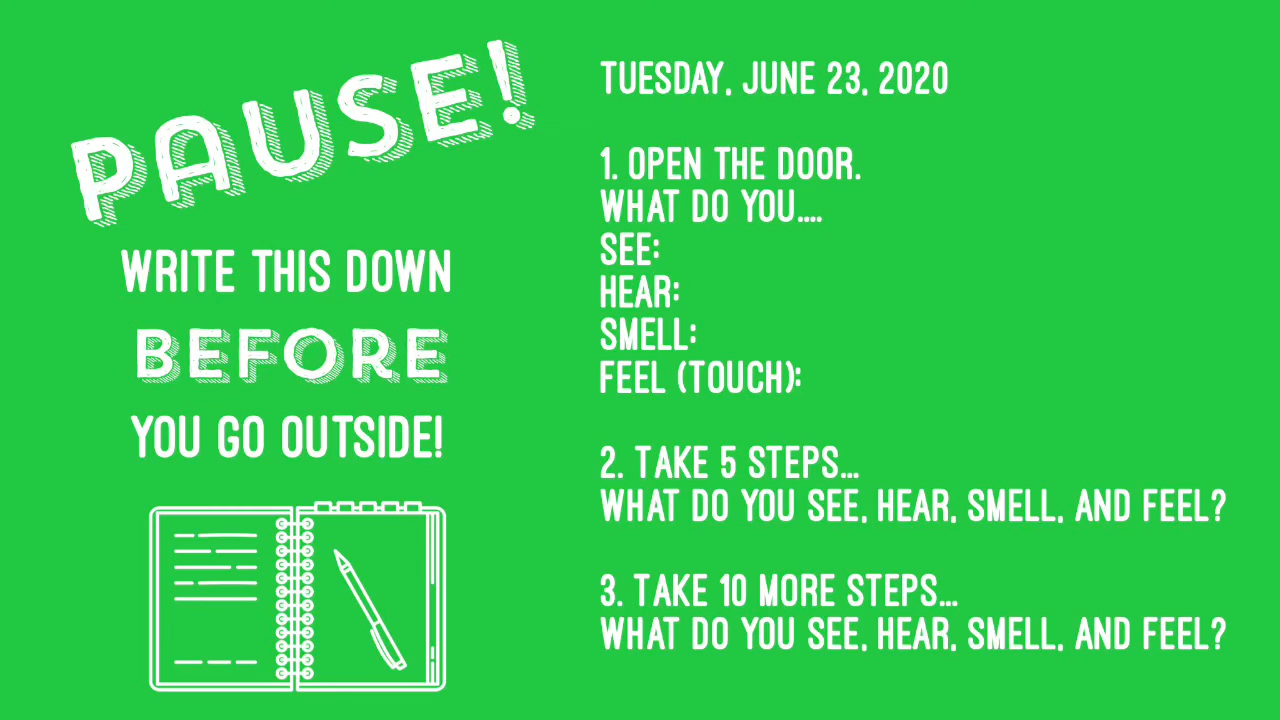 PAUSE!
WRITE THIS DOWN
BEFORE
YOU GO OUTSIDE!
TUESDAY, JUNE 23, 2020
1. OPEN THE DOOR.
WHAT DO YOU....
SEE:
HEAR:
SMELL:
FEEL (TOUCH):
2. TAKE 5 STEPS...
WHAT DO YOU SEE, HEAR, SMELL, AND FEEL?
3. TAKE 10 MORE STEPS...
WHAT DO YOU SEE, HEAR, SMELL, AND FEEL?